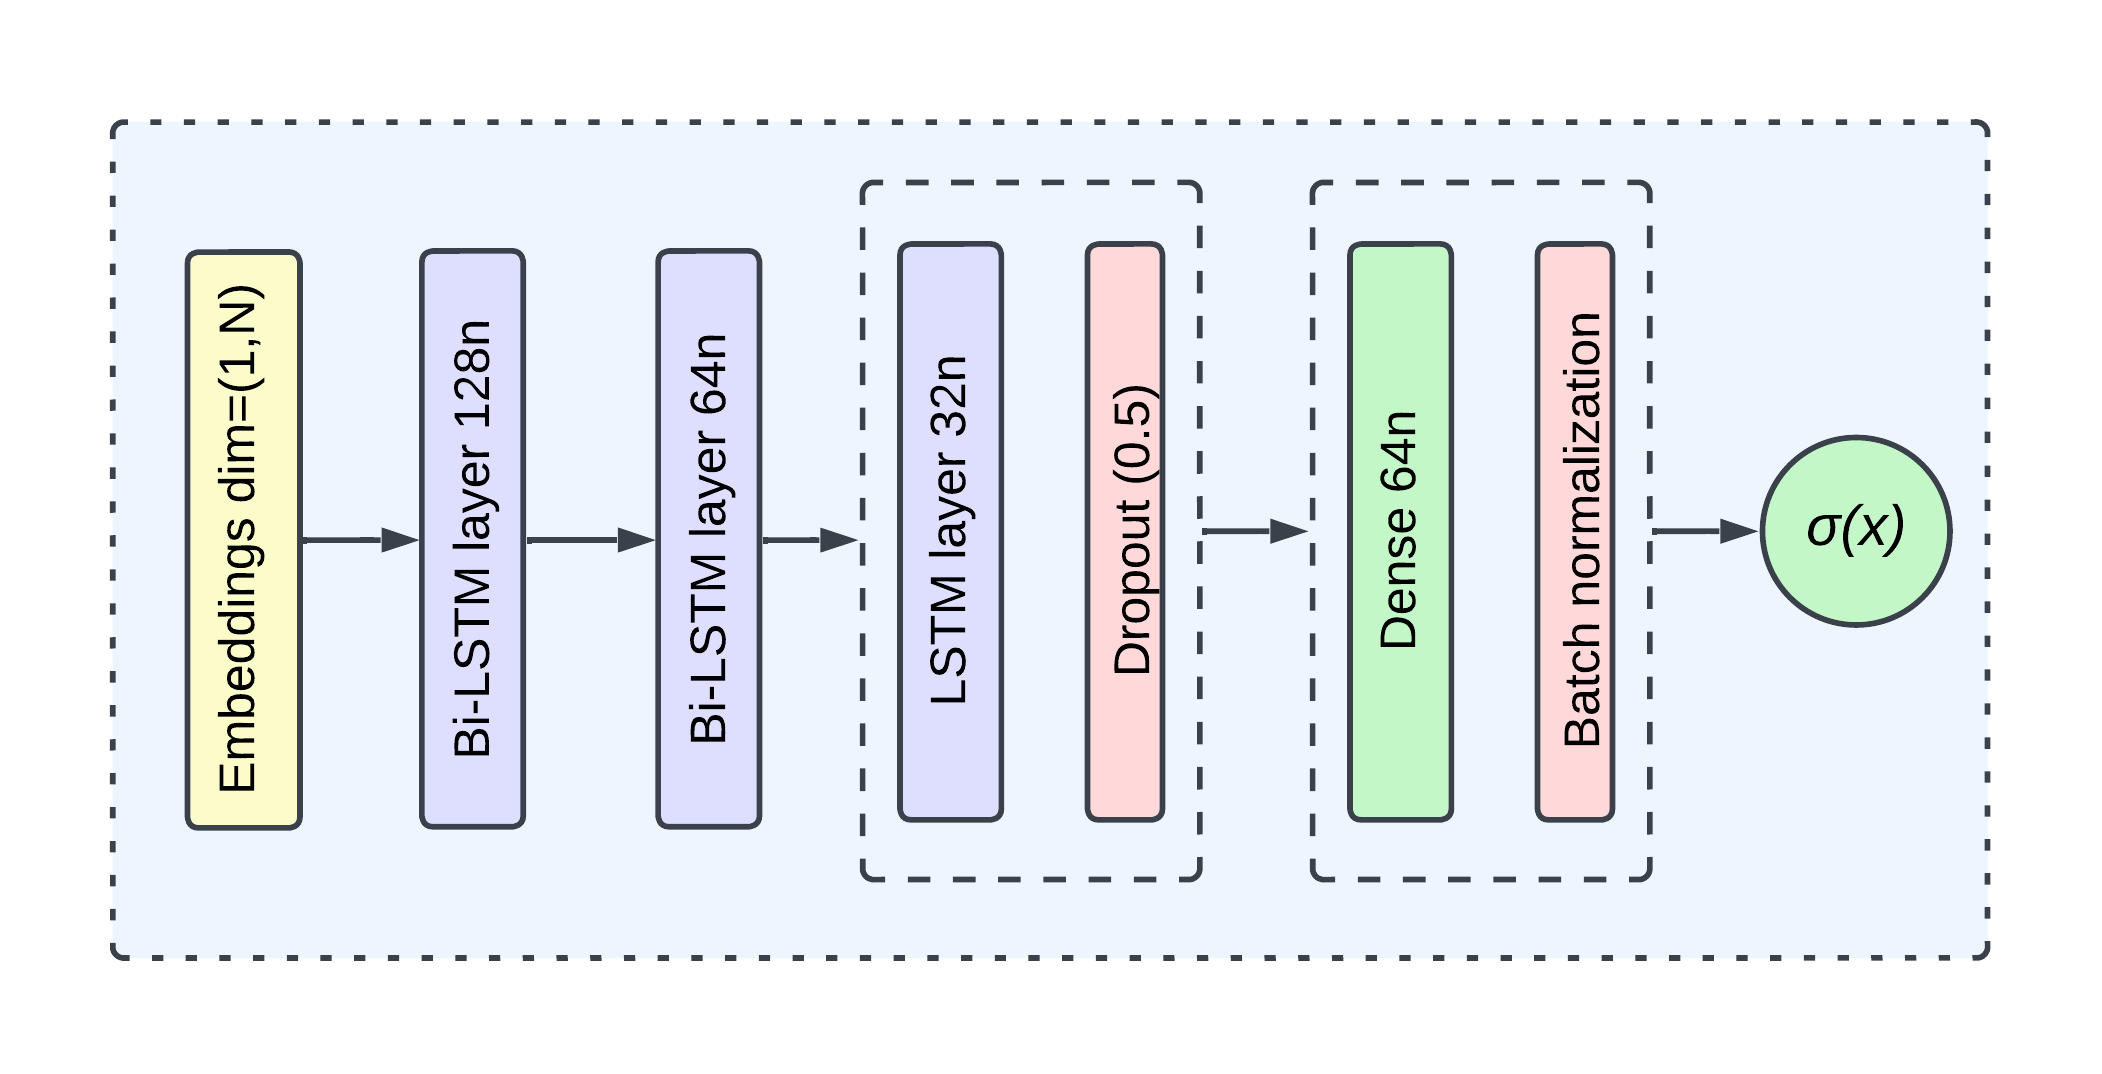 Embeddings dim=(1,N)
Bi-LSTM layer 128n
Bi-LSTM layer 64n
LSTM layer 32n
Dropout (0.5)
Dense 64n
Batch normalization
σ(x)